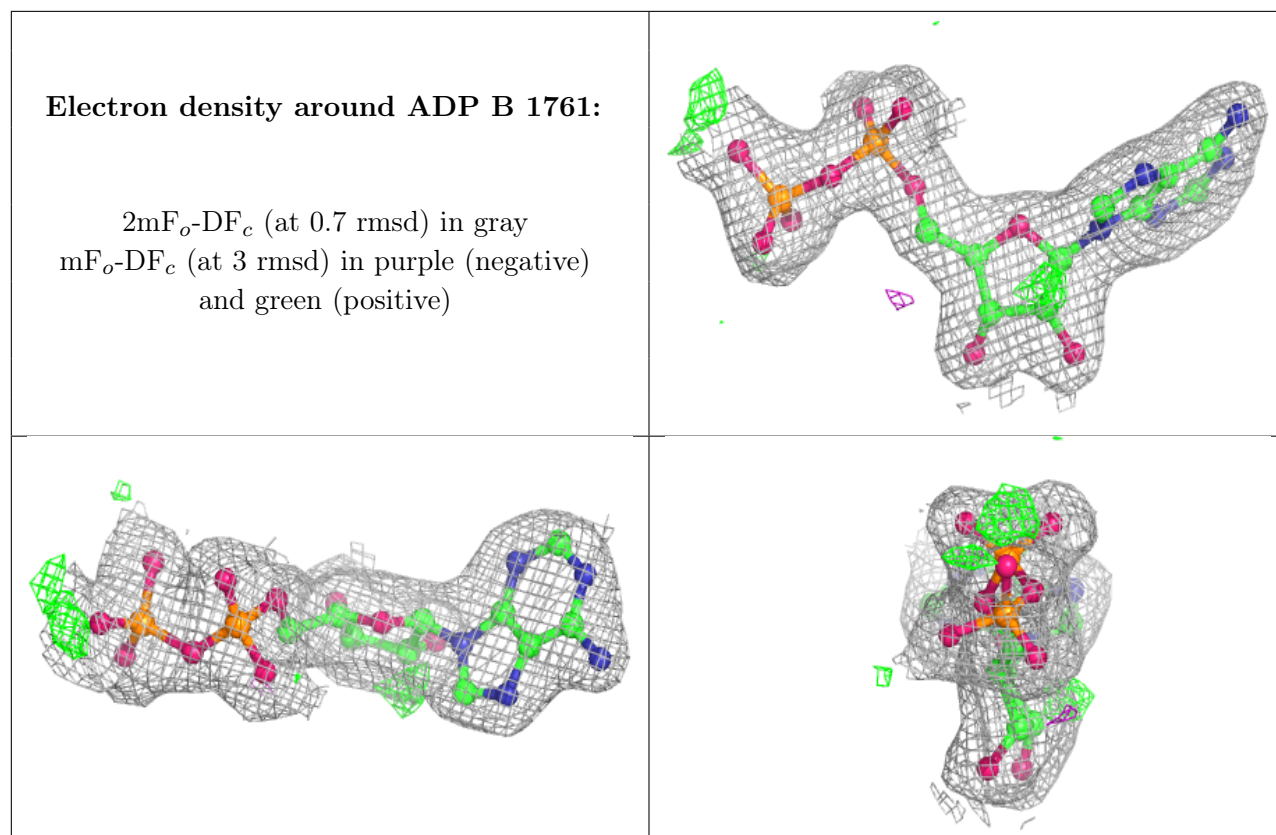 Electron density around ADP B 1761:
2mFo-DFc (at 0.7 rmsd) in gray
mFo-DFc (at 3 rmsd) in purple (negative)
and green (positive)